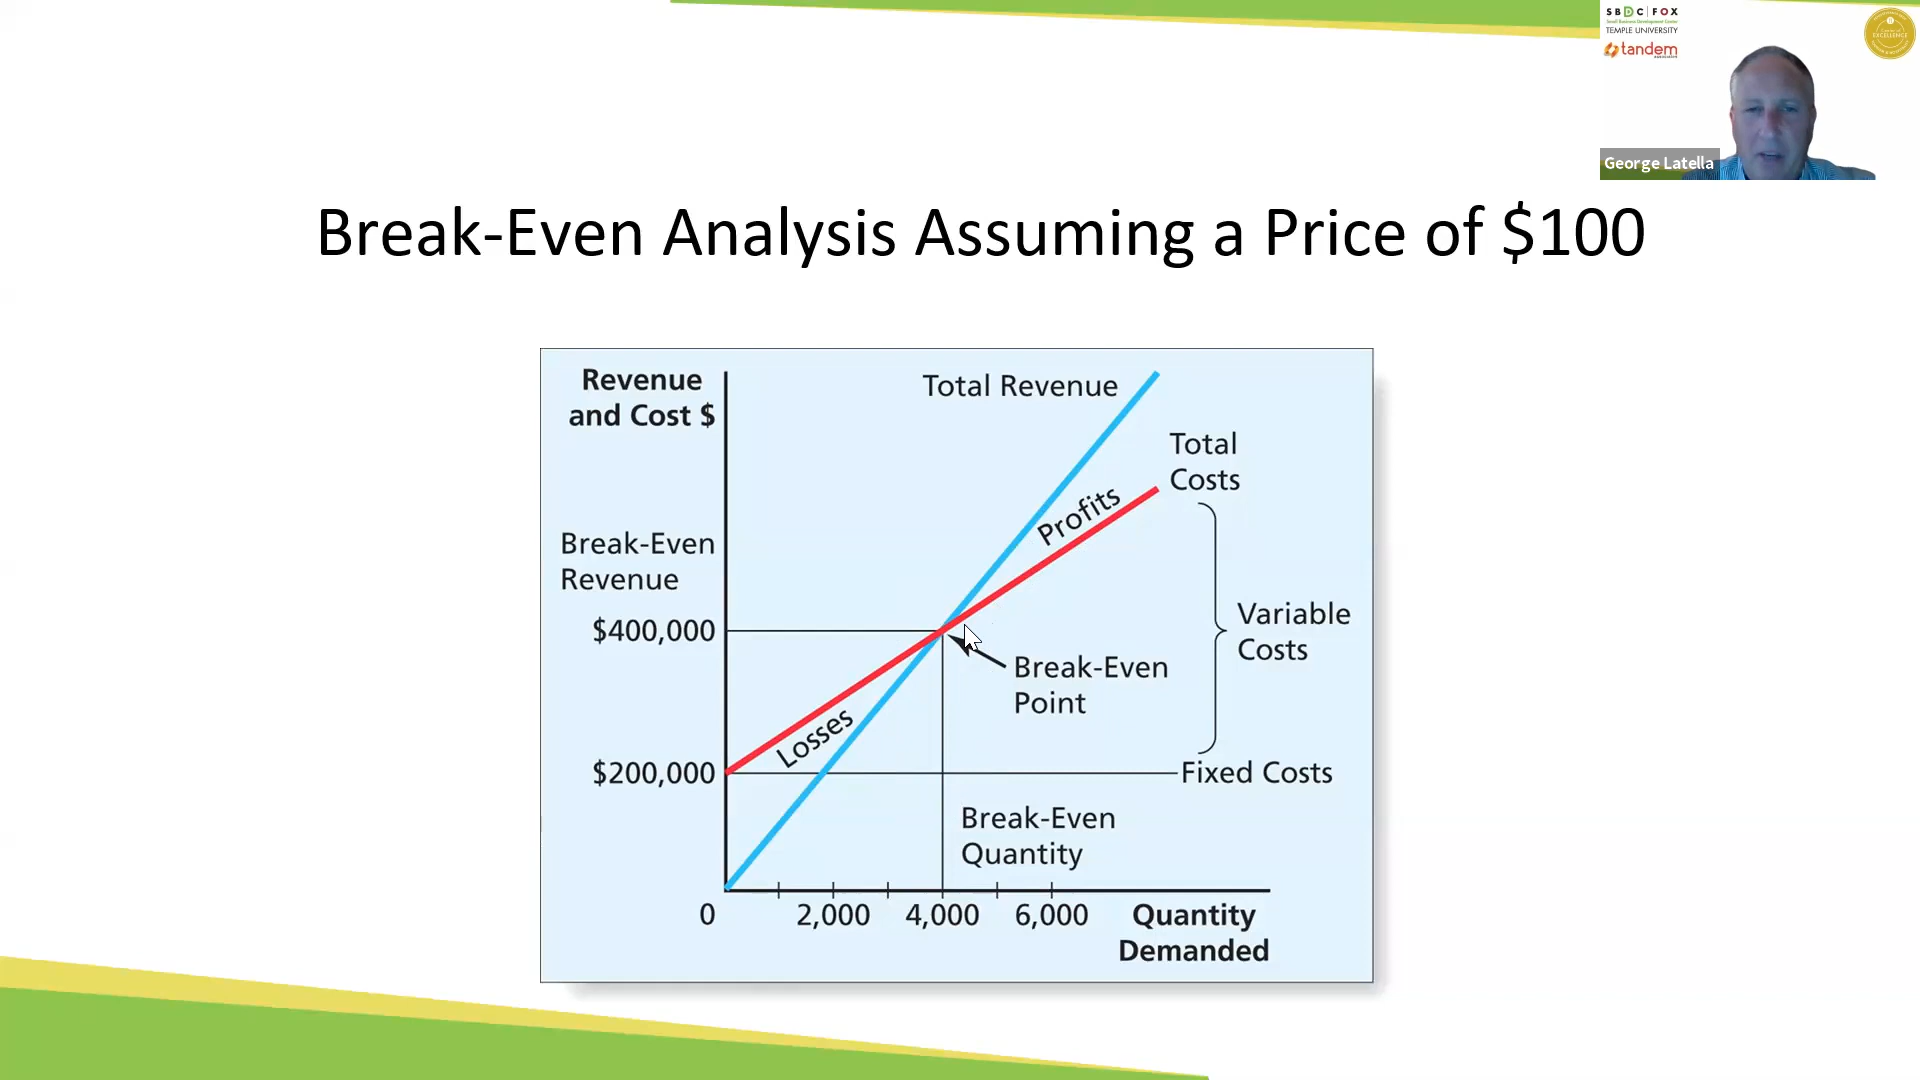 SBDC|FOX
Small Business Development Center
TEMPLE UNIVERSITY
tandem
EXCELLENCE
George Latella
Break-Even Analysis Assuming a Price of $100
Revenue
and Cost $
Total Revenue
Total
Costs
Profits
Break-Even
Revenue
$400,000
Variable
Costs
Break-Even
Point
Losses
$200,000
Fixed Costs
Break-Even
Quantity
0 2,000 4,000 6,000 Quantity
Demanded